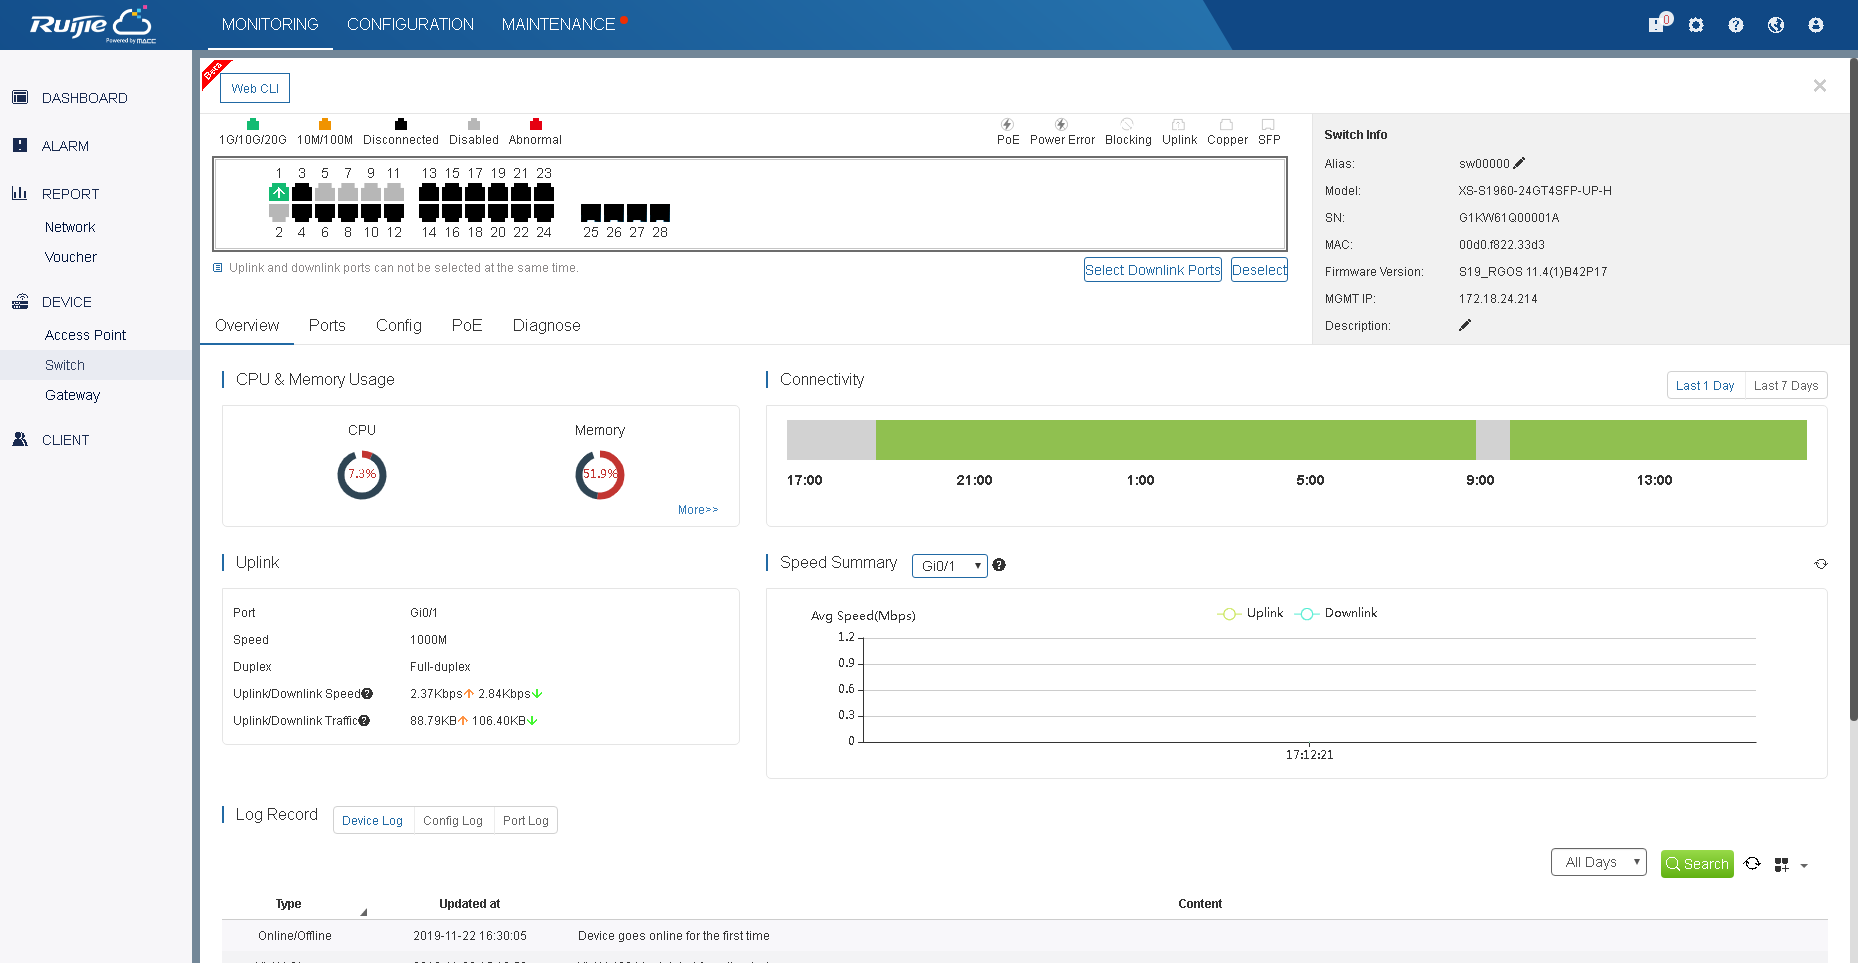 Ruijie
Powered by MACC
MONITORING CONFIGURATION MAINTENANCE
0
DASHBOARD
ALARM
REPORT
Network
Voucher
DEVICE
Access Point
Switch
Gateway
CLIENT
Beta
Web CLI
1G/10G/20G 10M/100M Disconnected Disabled Abnormal
PoE Power Error Blocking Uplink Copper SFP
1 3 5 7 9 11 13 15 17 19 21 23
2 4 6 8 10 12 14 16 18 20 22 24 25 26 27 28
Uplink and downlink ports can not be selected at the same time.
Select Downlink Ports Deselect
Switch Info
Alias: sw00000
Model: XS-S1960-24GT4SFP-UP-H
SN: G1KW61Q00001A
MAC: 00d0.f822.33d3
Firmware Version: S19_RGOS 11.4(1)B42P17
MGMT IP: 172.18.24.214
Description:
Overview Ports Config PoE Diagnose
CPU & Memory Usage
CPU Memory
7.3% 51.9%
More>>
Connectivity
Last 1 Day Last 7 Days
17:00 21:00 1:00 5:00 9:00 13:00
Uplink
Port Gi0/1
Speed 1000M
Duplex Full-duplex
Uplink/Downlink Speed 2.37Kbps 2.84Kbps
Uplink/Downlink Traffic 88.79KB 106.40KB
Speed Summary Gi0/1
Avg Speed(Mbps)
Uplink Downlink
1.2
0.9
0.6
0.3
0
17:12:21
Log Record Device Log Config Log Port Log
All Days Search
Type Updated at Content
Online/Offline 2019-11-22 16:30:05 Device goes online for the first time